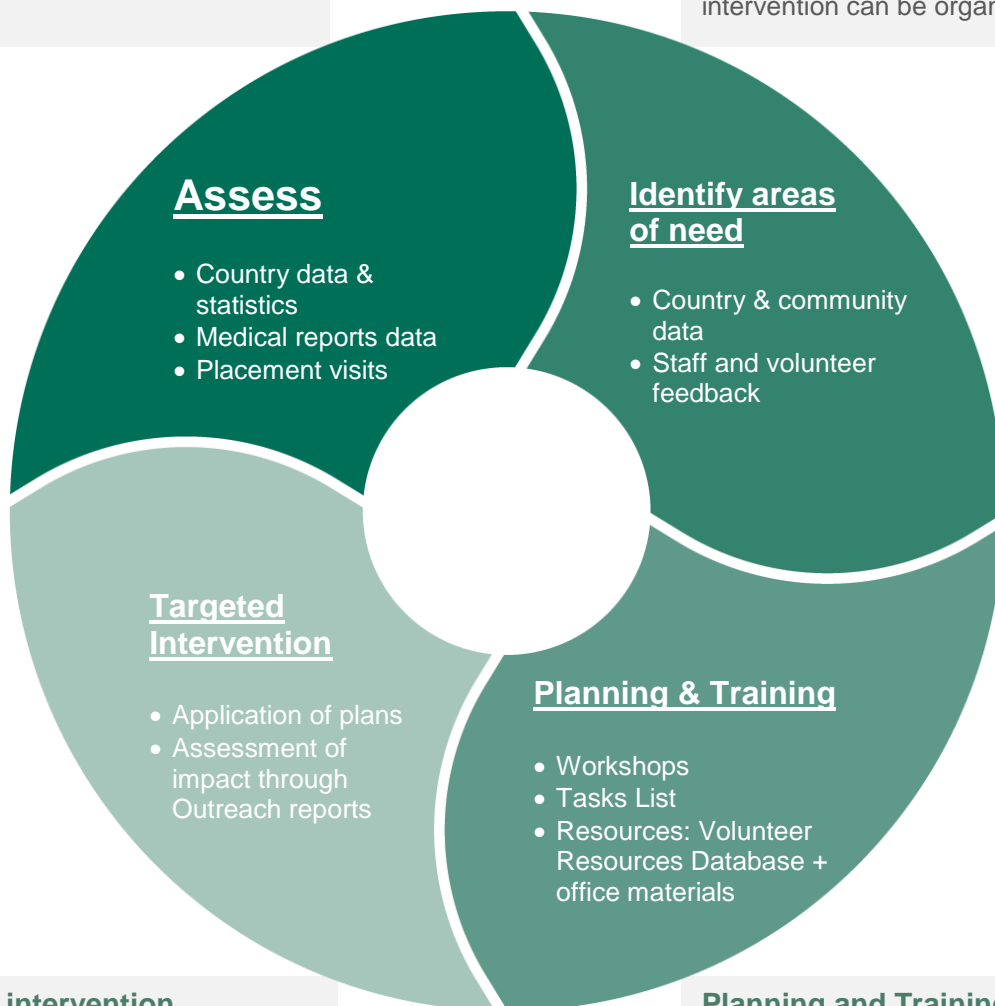 intervention can be organ
Assess
• Country data &
statistics
• Medical reports data
• Placement visits
Identify areas
of need
• Country & community
data
• Staff and volunteer
feedback
Targeted
Intervention
• Application of plans
• Assessment of
impact through
Outreach reports
Planning & Training
• Workshops
• Tasks List
• Resources: Volunteer
Resources Database +
office materials
intervention
Planning and Training